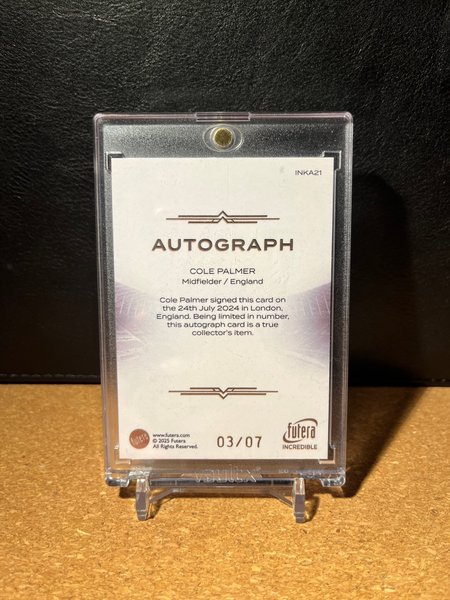 INKA21
AUTOGRAPH
COLE PALMER
Midfielder / England
Cole Palmer signed this card on
the 24th July 2024 in London,
England. Being limited in number,
this autograph card is a true
collector's item.
www.futera.com
© 2025 Futera
All Rights Reserved.
03/07
futera
INCREDIBLE